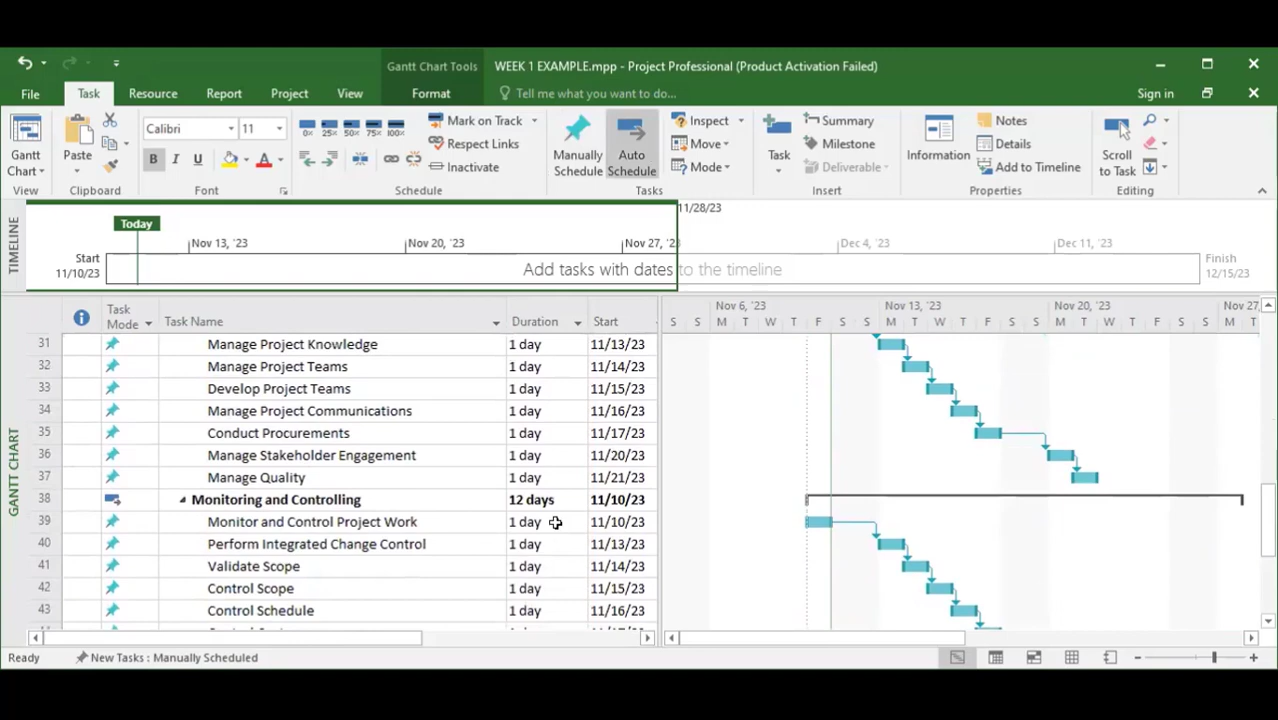 Gantt Chart Tools WEEK 1 EXAMPLE.mpp - Project Professional (Product Activation Failed)
File Task Resource Report Project View Format Tell me what you want to do... Sign in
Gantt Chart
View
Paste
Clipboard
Calibri 11
B I U A
Font
0% 25% 50% 75% 100%
Mark on Track
Respect Links
Inactivate
Schedule
Manually Schedule
Auto Schedule
Inspect
Move
Mode
Tasks
Task
Summary
Milestone
Deliverable
Insert
Information
Notes
Details
Add to Timeline
Properties
Scroll to Task
Editing
TIMELINE
11/28/23
Today
Nov 13, '23 Nov 20, '23 Nov 27, '23 Dec 4, '23 Dec 11, '23
Start
11/10/23
Add tasks with dates to the timeline
Finish
12/15/23
GANTT CHART
Task Mode Task Name Duration Start
Nov 6, '23 Nov 13, '23 Nov 20, '23 Nov 27
S S M T W T F S S M T W T F S S M T W T F S S M T
31 Manage Project Knowledge 1 day 11/13/23
32 Manage Project Teams 1 day 11/14/23
33 Develop Project Teams 1 day 11/15/23
34 Manage Project Communications 1 day 11/16/23
35 Conduct Procurements 1 day 11/17/23
36 Manage Stakeholder Engagement 1 day 11/20/23
37 Manage Quality 1 day 11/21/23
38 Monitoring and Controlling 12 days 11/10/23
39 Monitor and Control Project Work 1 day 11/10/23
40 Perform Integrated Change Control 1 day 11/13/23
41 Validate Scope 1 day 11/14/23
42 Control Scope 1 day 11/15/23
43 Control Schedule 1 day 11/16/23
Ready New Tasks : Manually Scheduled